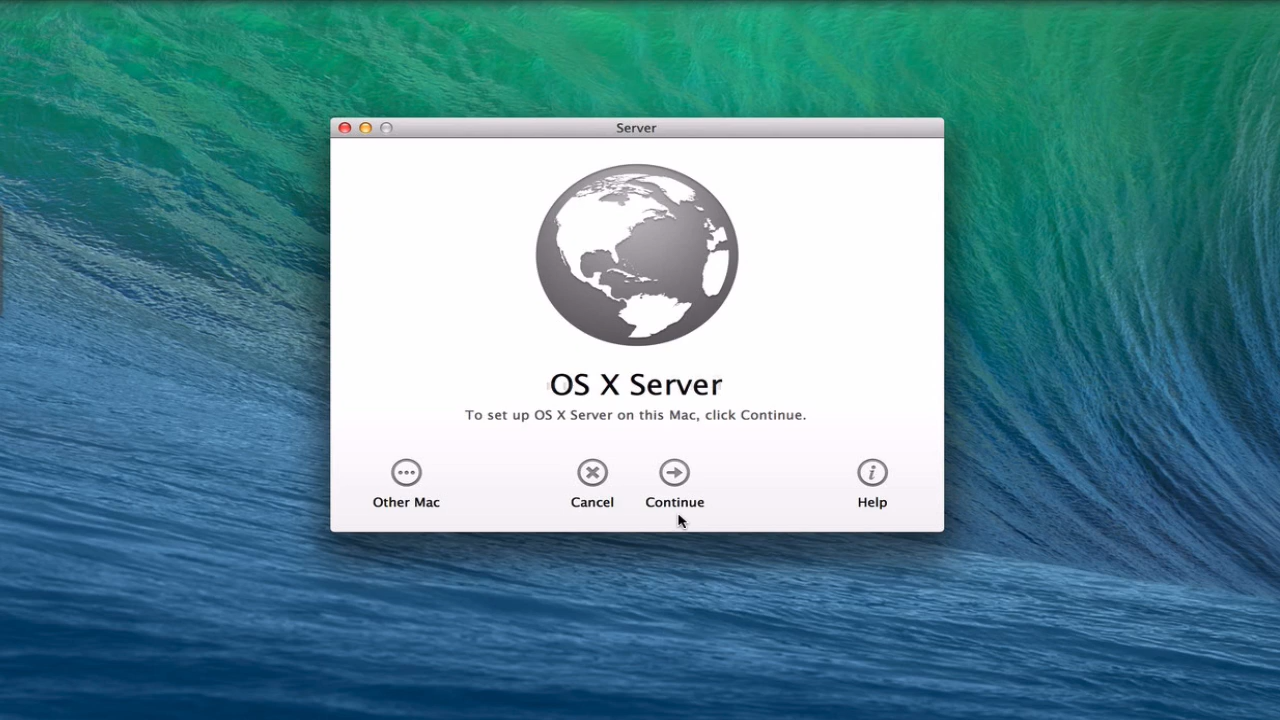 Server
OS X Server
To set up OS X Server on this Mac, click Continue.
Other Mac
Cancel
Continue
Help